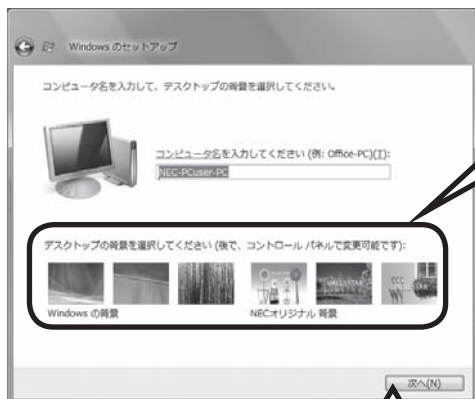 Windows のセットアップ
コンピュータ名を入力して、デスクトップの背景を選択してください。
コンピュータ名を入力してください (例: Office-PC)(I):
NEC-PCuser-PC
デスクトップの背景を選択してください (後で、コントロール パネルで変更可能です):
Windows の背景
NECオリジナル 背景
次へ(N)